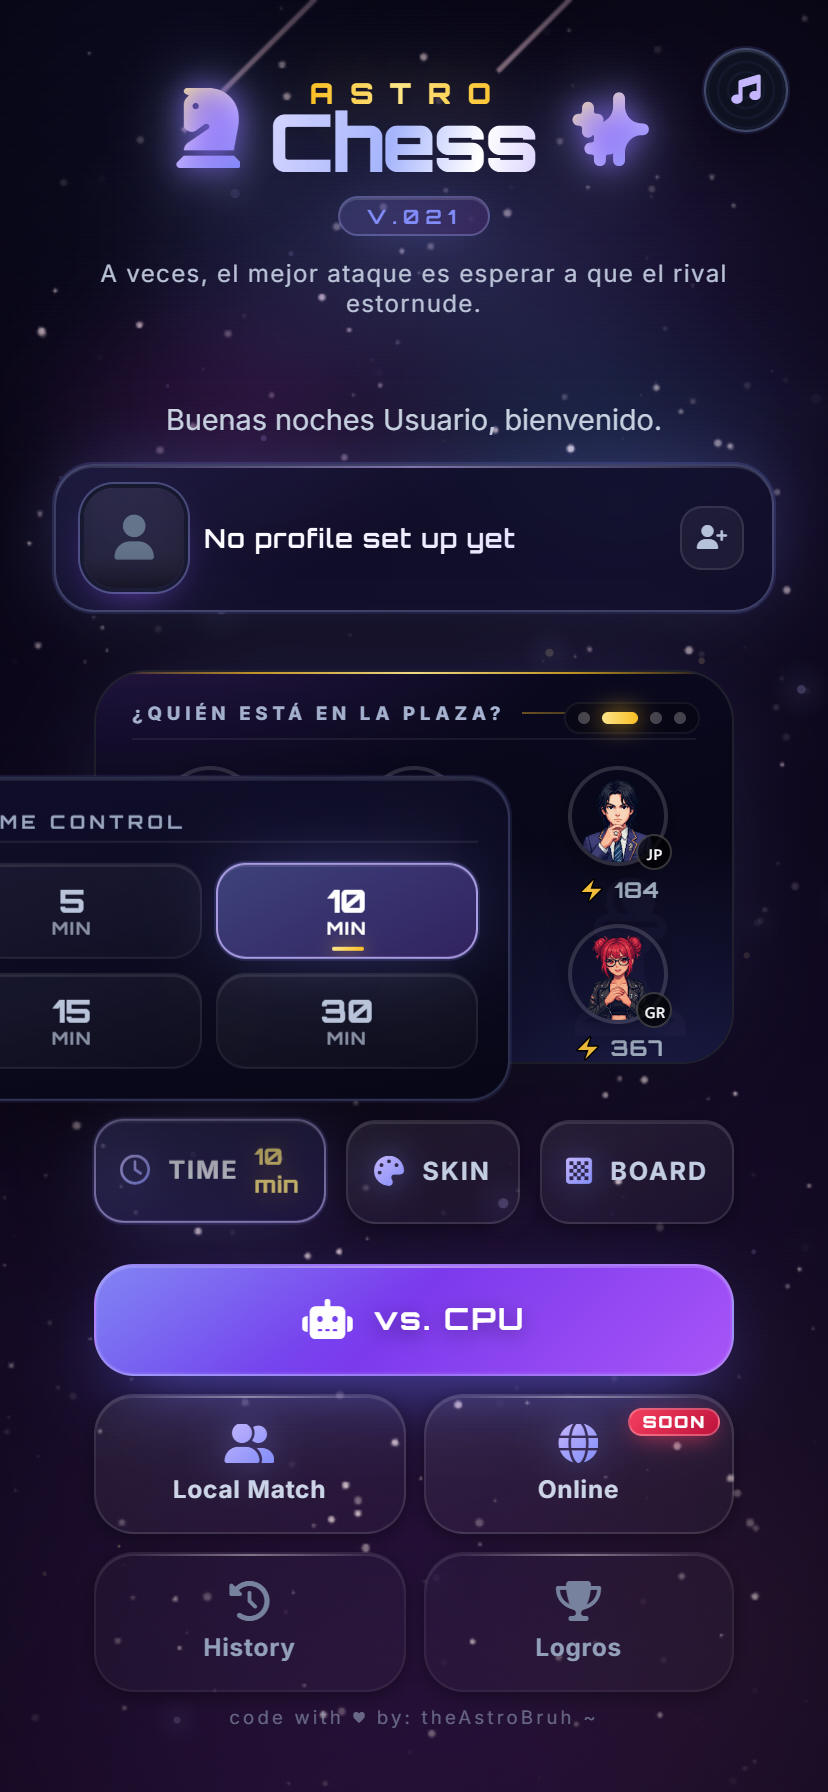 ASTRO
Chess
V.021
A veces, el mejor ataque es esperar a que el rival
estornude.
Buenas noches Usuario, bienvenido.
No profile set up yet
¿QUIÉN ESTÁ EN LA PLAZA?
ME CONTROL
JP
184
5
MIN
10
MIN
GR
367
15
MIN
30
MIN
TIME 10
min
SKIN
BOARD
vs. CPU
Local Match
SOON
Online
History
Logros
code with ♥ by: theAstroBruh ~